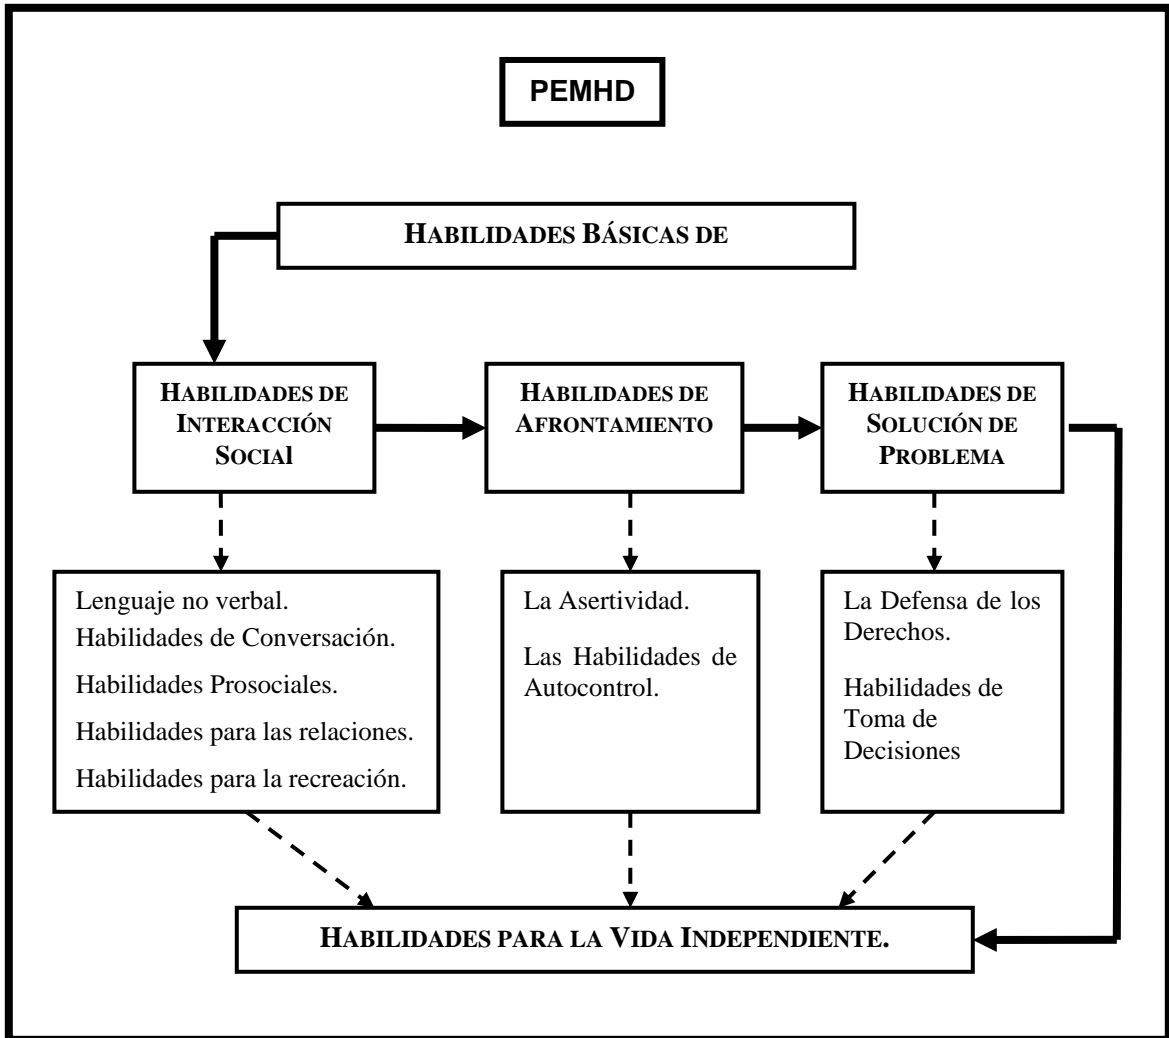 PEMHD
HABILIDADES BÁSICAS DE
HABILIDADES DE
INTERACCIÓN
SOCIAl
HABILIDADES DE
AFRONTAMIENTO
HABILIDADES DE
SOLUCIÓN DE
PROBLEMA
Lenguaje no verbal.
Habilidades de Conversación.
Habilidades Prosociales.
Habilidades para las relaciones.
Habilidades para la recreación.
La Asertividad.
Las Habilidades de
Autocontrol.
La Defensa de los
Derechos.
Habilidades de
Toma de
Decisiones
HABILIDADES PARA LA VIDA INDEPENDIENTE.